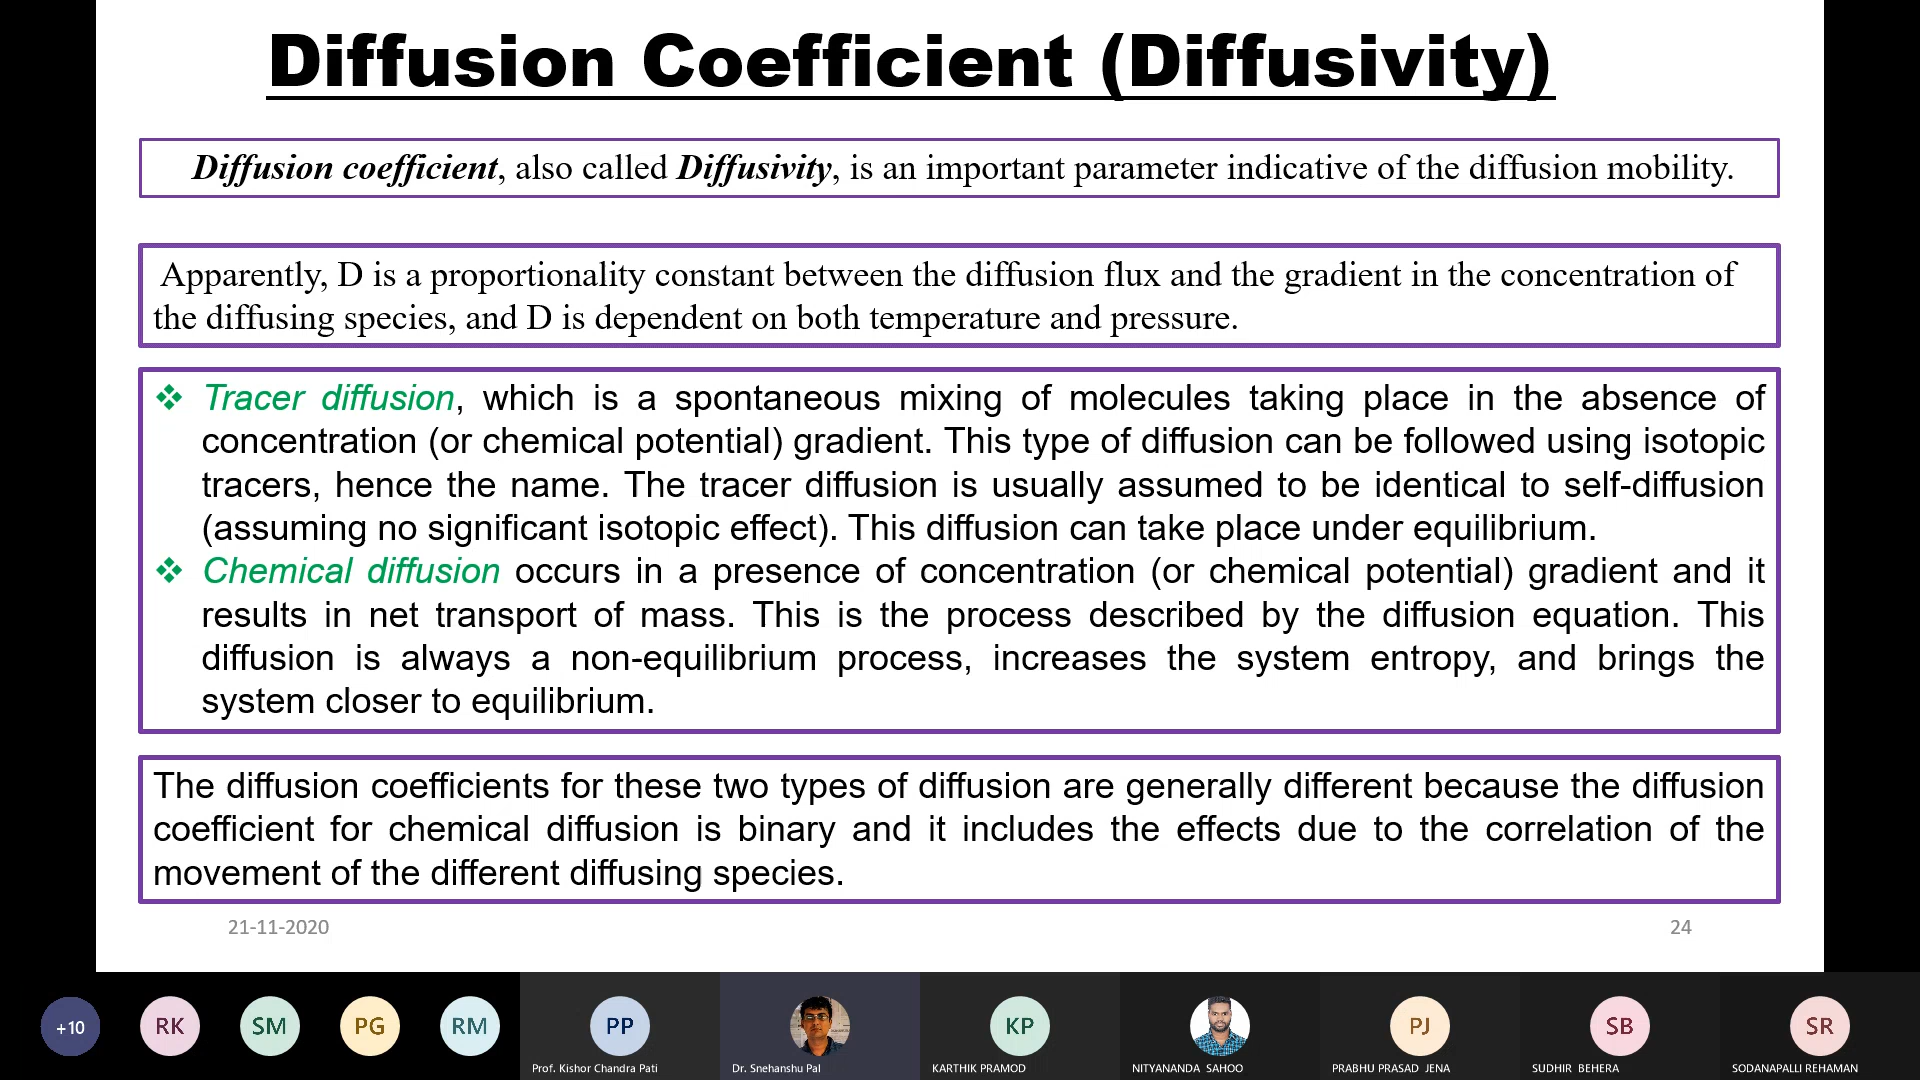 Diffusion Coefficient (Diffusivity)
Diffusion coefficient, also called Diffusivity, is an important parameter indicative of the diffusion mobility.
Apparently, D is a proportionality constant between the diffusion flux and the gradient in the concentration of
the diffusing species, and D is dependent on both temperature and pressure.
❖ Tracer diffusion, which is a spontaneous mixing of molecules taking place in the absence of
concentration (or chemical potential) gradient. This type of diffusion can be followed using isotopic
tracers, hence the name. The tracer diffusion is usually assumed to be identical to self-diffusion
(assuming no significant isotopic effect). This diffusion can take place under equilibrium.
❖ Chemical diffusion occurs in a presence of concentration (or chemical potential) gradient and it
results in net transport of mass. This is the process described by the diffusion equation. This
diffusion is always a non-equilibrium process, increases the system entropy, and brings the
system closer to equilibrium.
The diffusion coefficients for these two types of diffusion are generally different because the diffusion
coefficient for chemical diffusion is binary and it includes the effects due to the correlation of the
movement of the different diffusing species.
21-11-2020 24
+10 RK SM PG RM PP KP PJ SB SR
Prof. Kishor Chandra Pati Dr. Snehanshu Pal KARTHIK PRAMOD NITYANANDA SAHOO PRABHU PRASAD JENA SUDHIR BEHERA SODANAPALLI REHAMAN